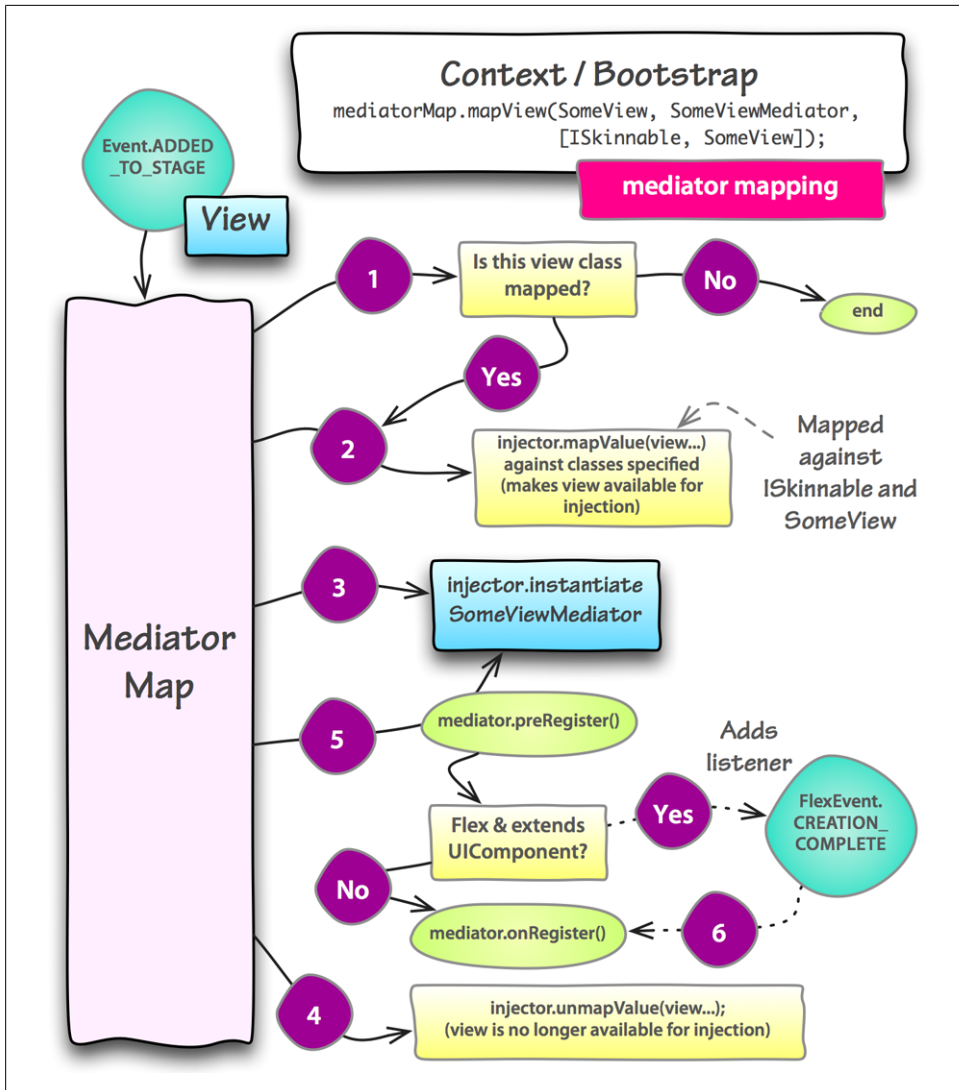 Context / Bootstrap
mediatorMap.mapView(SomeView, SomeViewMediator,
[ISkinnable, SomeView]);
mediator mapping
Event.ADDED
_TO_STAGE
View
1
Is this view class
mapped?
No
end
Yes
2
injector.mapValue(view...)
against classes specified
(makes view available for
injection)
Mapped
against
ISkinnable and
SomeView
Mediator
Map
3
injector.instantiate
SomeViewMediator
5
mediator.preRegister()
Adds
listener
Flex & extends
UIComponent?
Yes
FlexEvent.
CREATION_
COMPLETE
No
mediator.onRegister()
6
4
injector.unmapValue(view...);
(view is no longer available for injection)